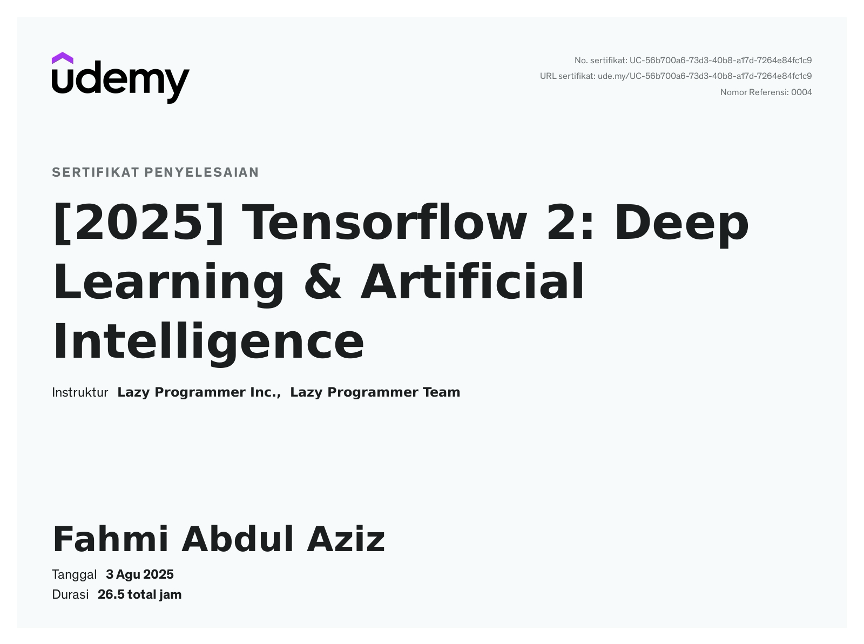 udemy
No. sertifikat: UC-56b700a6-73d3-40b8-a17d-7264e84fc1c9
URL sertifikat: ude.my/UC-56b700a6-73d3-40b8-a17d-7264e84fc1c9
Nomor Referensi: 0004
SERTIFIKAT PENYELESAIAN
[2025] Tensorflow 2: Deep
Learning & Artificial
Intelligence
Instruktur Lazy Programmer Inc., Lazy Programmer Team
Fahmi Abdul Aziz
Tanggal 3 Agu 2025
Durasi 26.5 total jam